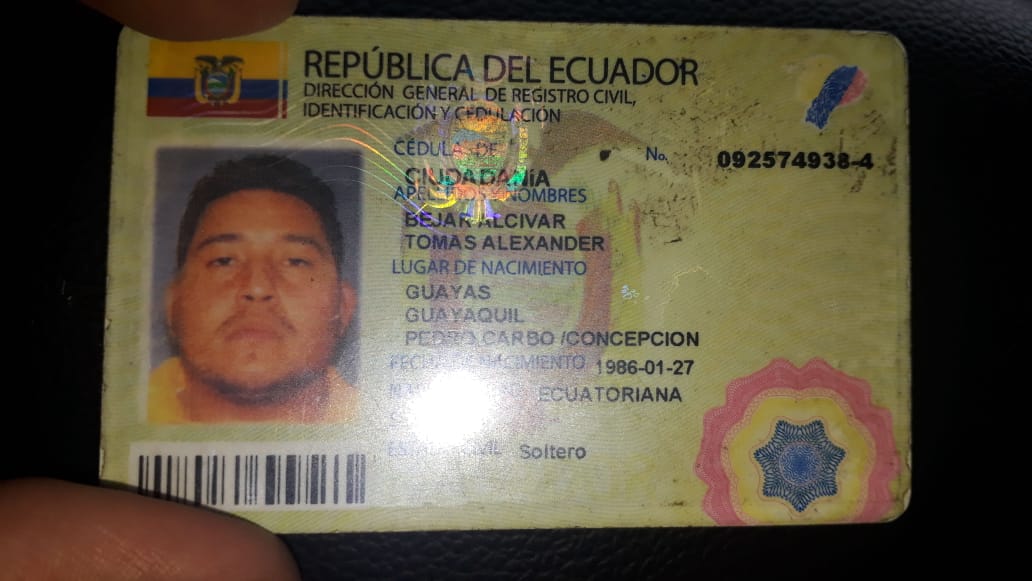 REPÚBLICA DEL ECUADOR
DIRECCIÓN GENERAL DE REGISTRO CIVIL,
IDENTIFICACIÓN Y CEDULACIÓN
CÉDULA DE No. 092574938-4
CIUDADANÍA
APELLIDOS Y NOMBRES
BEJAR ALCIVAR
TOMAS ALEXANDER
LUGAR DE NACIMIENTO
GUAYAS
GUAYAQUIL
PEDRO CARBO /CONCEPCION
FECHA DE NACIMIENTO 1986-01-27
ECUATORIANA
ESTADO CIVIL Soltero